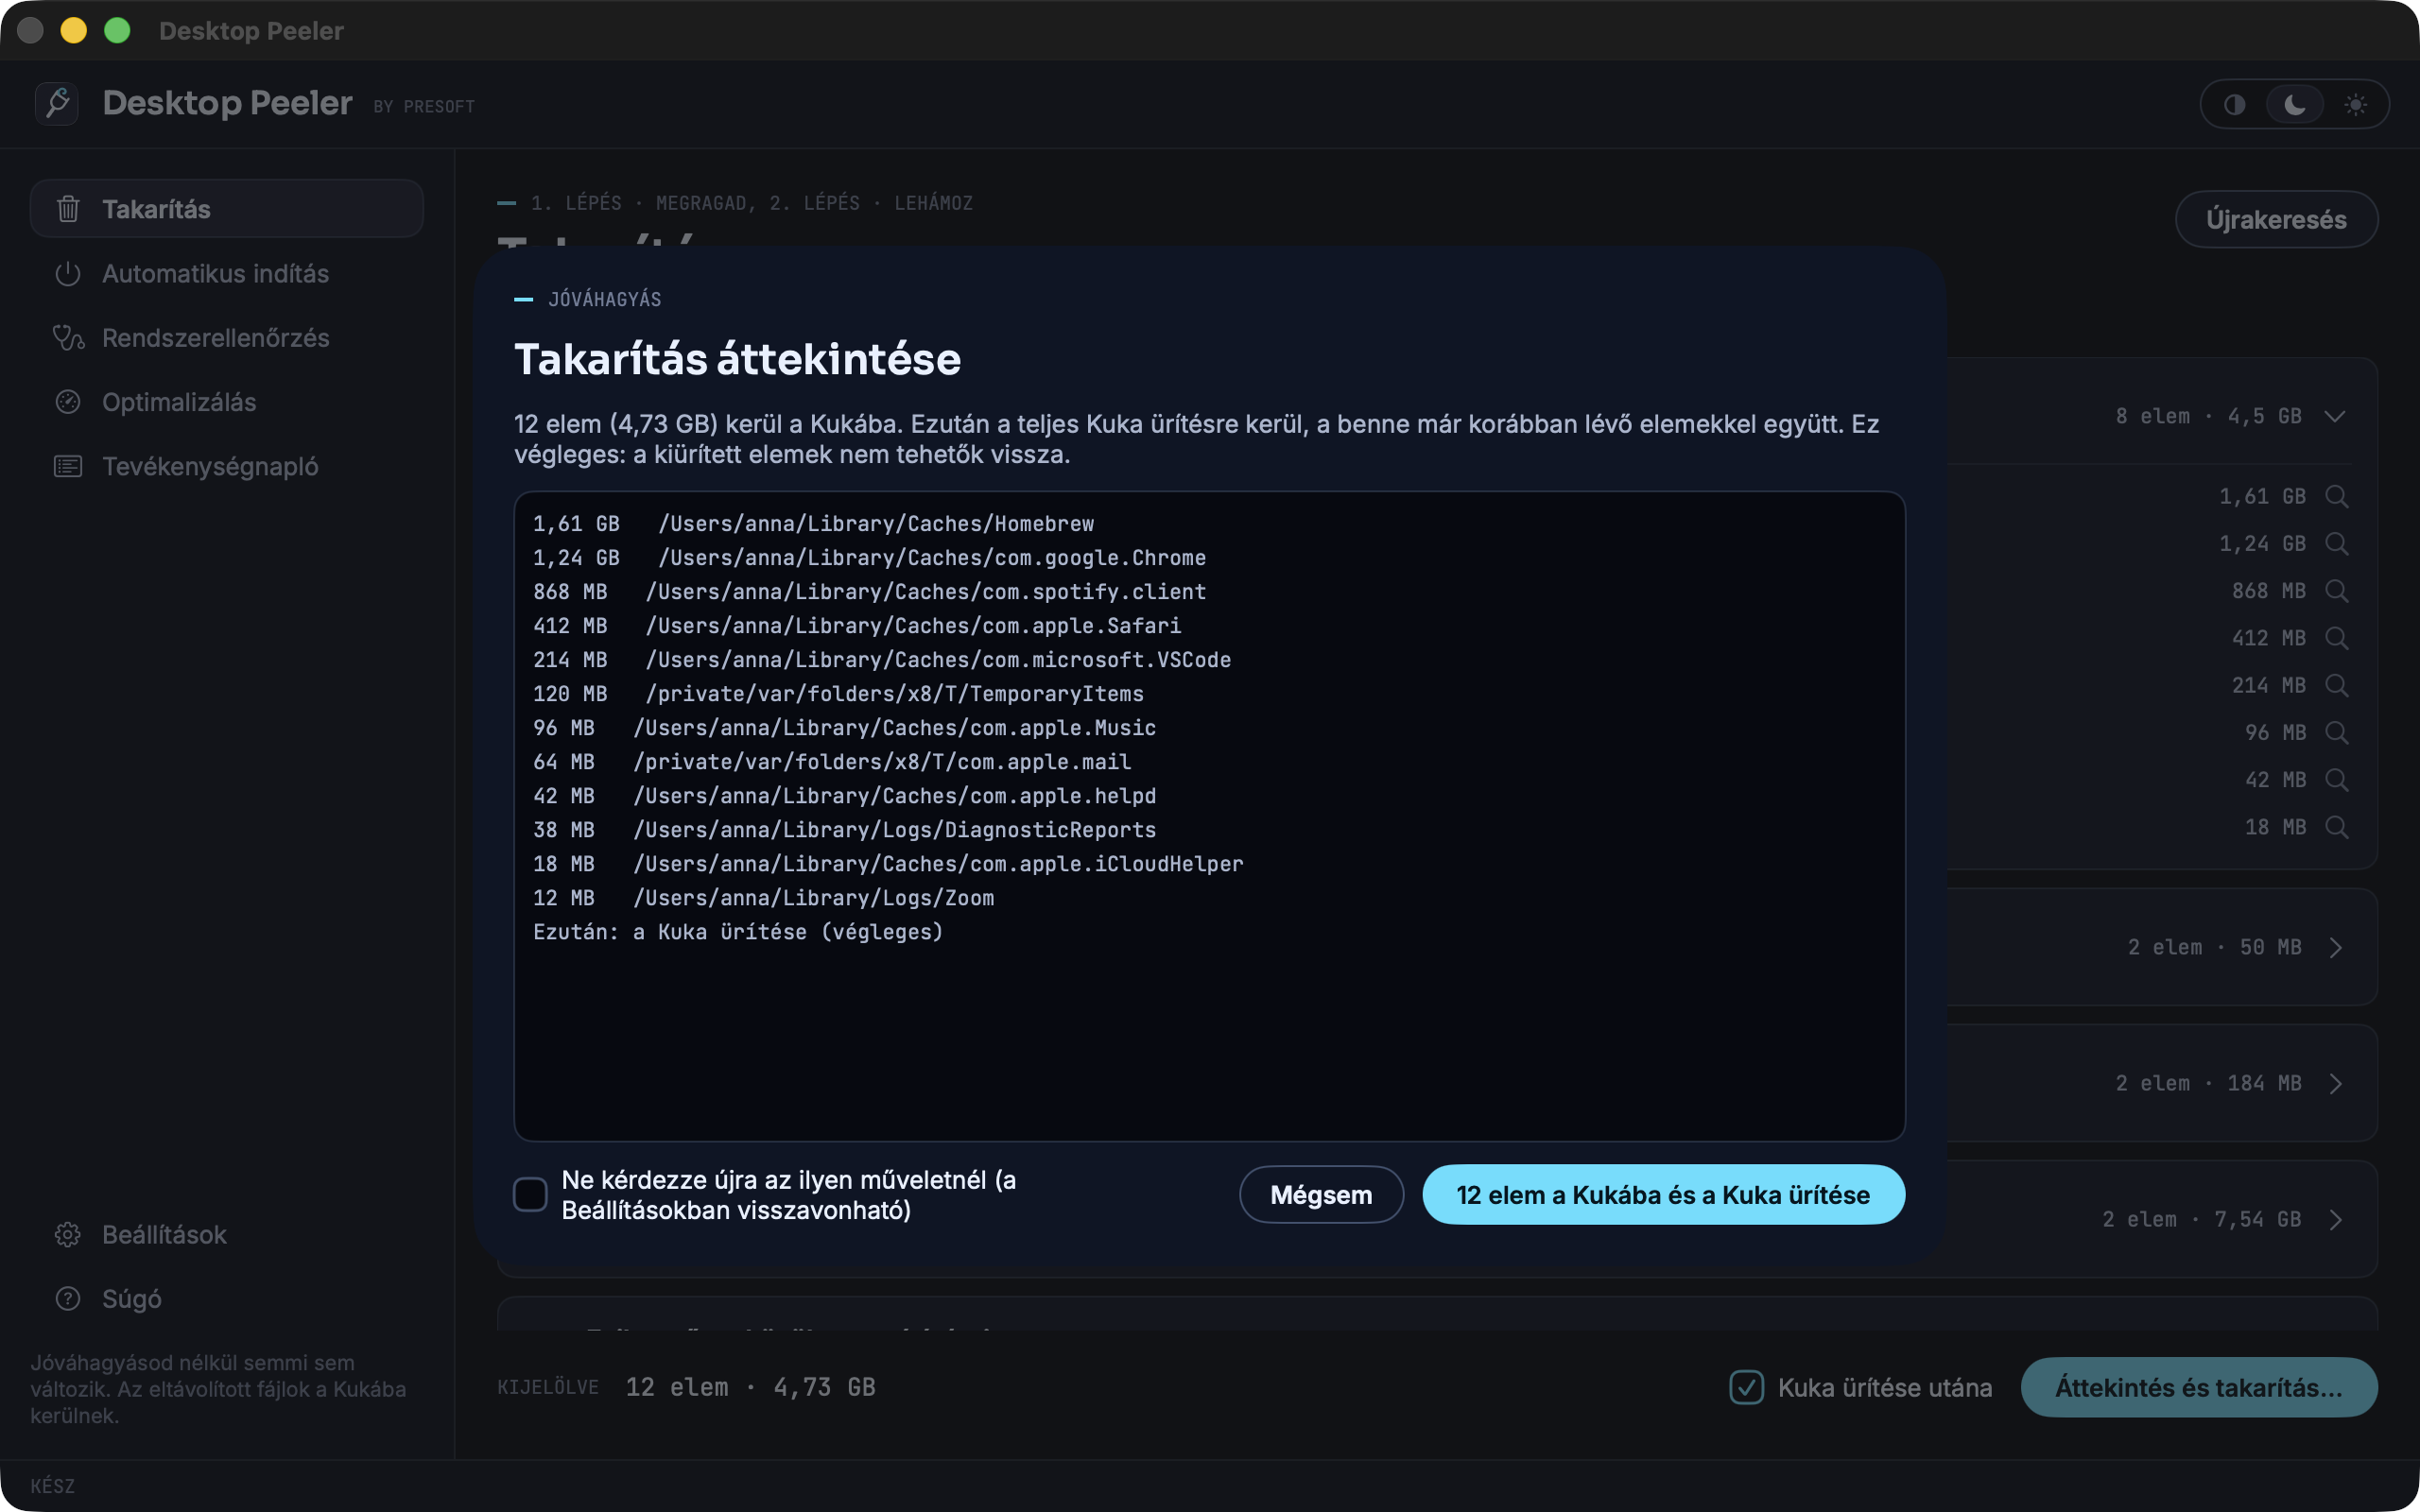 Desktop Peeler
Desktop Peeler BY PRESOFT
Takarítás
Automatikus indítás
Rendszerellenőrzés
Optimalizálás
Tevékenységnapló
Beállítások
Súgó
Jóváhagyásod nélkül semmi sem
változik. Az eltávolított fájlok a Kukába
kerülnek.
KÉSZ
1. LÉPÉS · MEGRAGAD, 2. LÉPÉS · LEHÁMOZ
Újrakeresés
JÓVÁHAGYÁS
Takarítás áttekintése
12 elem (4,73 GB) kerül a Kukába. Ezután a teljes Kuka ürítésre kerül, a benne már korábban lévő elemekkel együtt. Ez
végleges: a kiürített elemek nem tehetők vissza.
1,61 GB /Users/anna/Library/Caches/Homebrew
1,24 GB /Users/anna/Library/Caches/com.google.Chrome
868 MB /Users/anna/Library/Caches/com.spotify.client
412 MB /Users/anna/Library/Caches/com.apple.Safari
214 MB /Users/anna/Library/Caches/com.microsoft.VSCode
120 MB /private/var/folders/x8/T/TemporaryItems
96 MB /Users/anna/Library/Caches/com.apple.Music
64 MB /private/var/folders/x8/T/com.apple.mail
42 MB /Users/anna/Library/Caches/com.apple.helpd
38 MB /Users/anna/Library/Logs/DiagnosticReports
18 MB /Users/anna/Library/Caches/com.apple.iCloudHelper
12 MB /Users/anna/Library/Logs/Zoom
Ezután: a Kuka ürítése (végleges)
Ne kérdezze újra az ilyen műveletnél (a
Beállításokban visszavonható)
Mégsem
12 elem a Kukába és a Kuka ürítése
8 elem · 4,5 GB
1,61 GB
1,24 GB
868 MB
412 MB
214 MB
96 MB
42 MB
18 MB
2 elem · 50 MB
2 elem · 184 MB
2 elem · 7,54 GB
KIJELÖLVE 12 elem · 4,73 GB
Kuka ürítése utána
Áttekintés és takarítás…